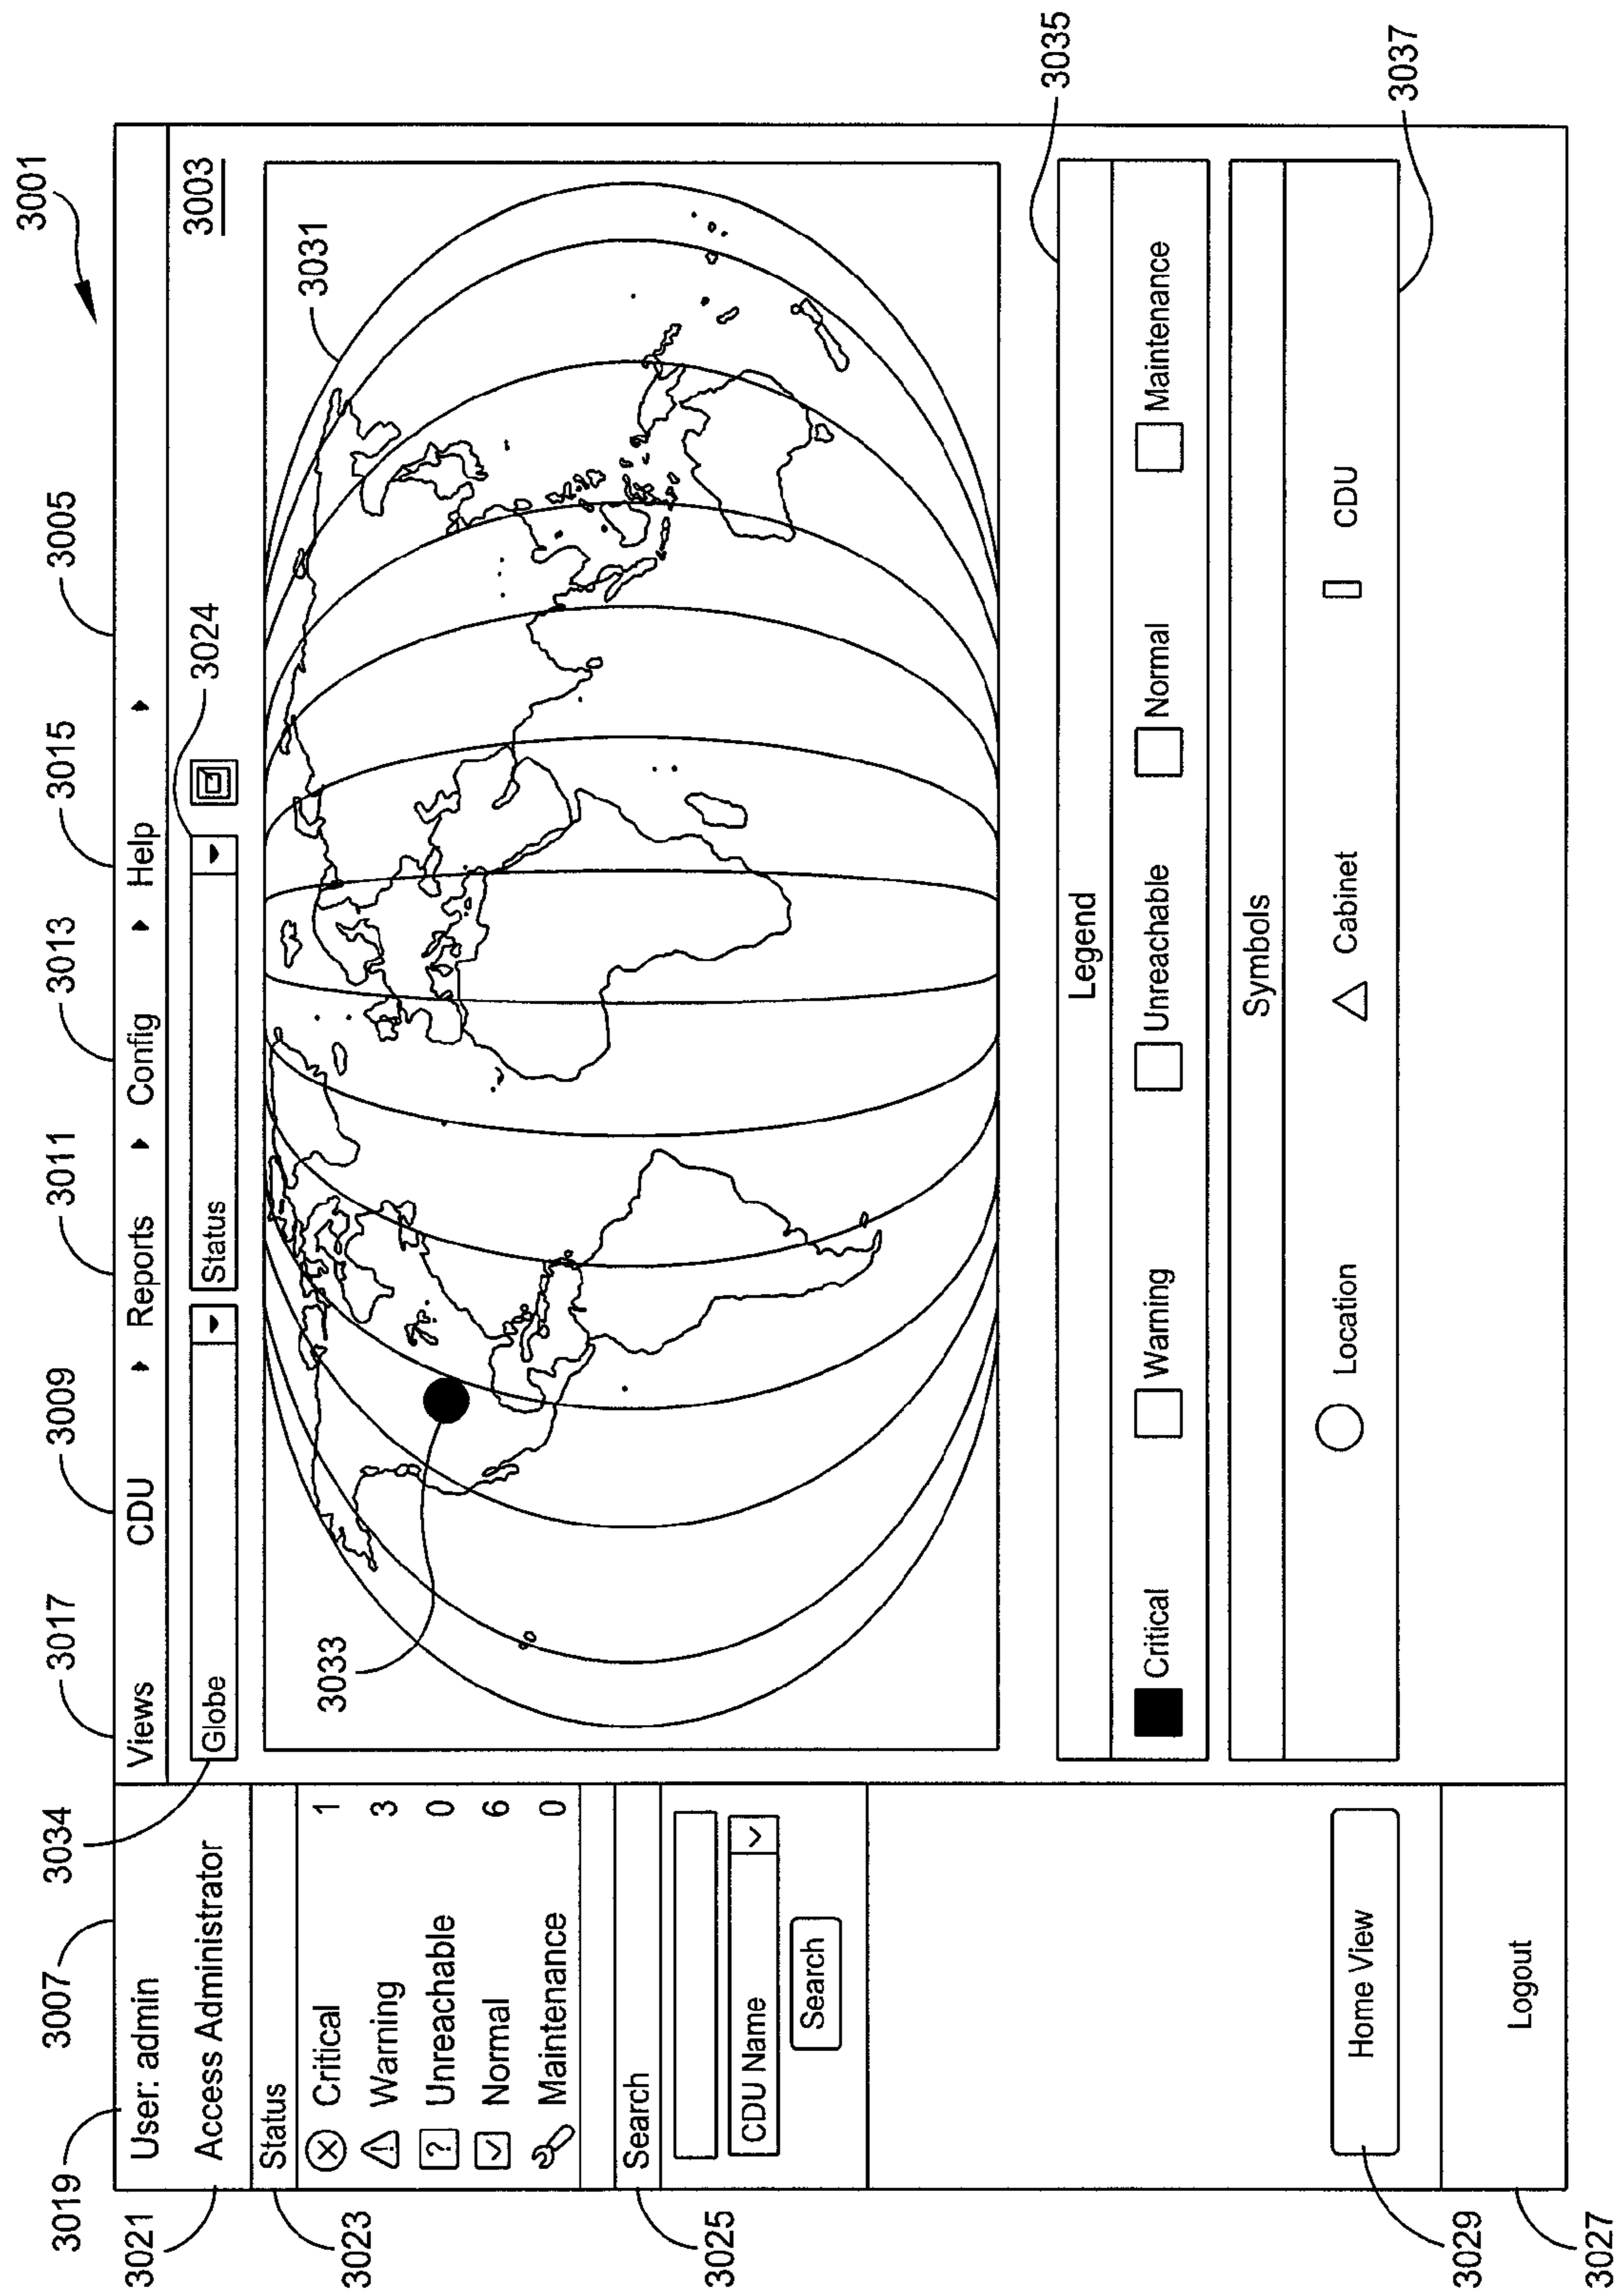 3001
3019
3007
3034
3017
3009
3011
3013
3015
3005
User: admin
Views CDU ▸ Reports ▸ Config ▸ Help ▸
3021
Access Administrator
Globe
Status
3024
3003
3023
Status
Critical 1
Warning 3
Unreachable 0
Normal 6
Maintenance 0
3033
3031
3025
Search
CDU Name
Search
Legend
3035
Critical Warning Unreachable Normal Maintenance
Symbols
Location Cabinet CDU
3037
3029
Home View
3027
Logout